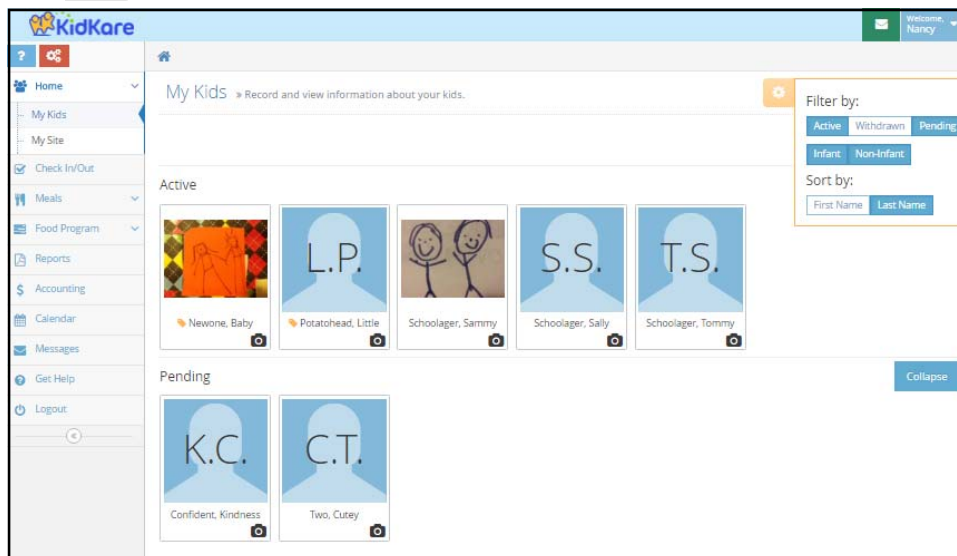 KidKare
Welcome,
Nancy
?
Home
My Kids
My Site
Check In/Out
Meals
Food Program
Reports
Accounting
Calendar
Messages
Get Help
Logout
My Kids » Record and view information about your kids.
Filter by:
Active Withdrawn Pending
Infant Non-Infant
Sort by:
First Name Last Name
Active
L.P. S.S. T.S.
Newone, Baby Potatohead, Little Schoolager, Sammy Schoolager, Sally Schoolager, Tommy
Pending
Collapse
K.C. C.T.
Confident, Kindness Two, Cutey